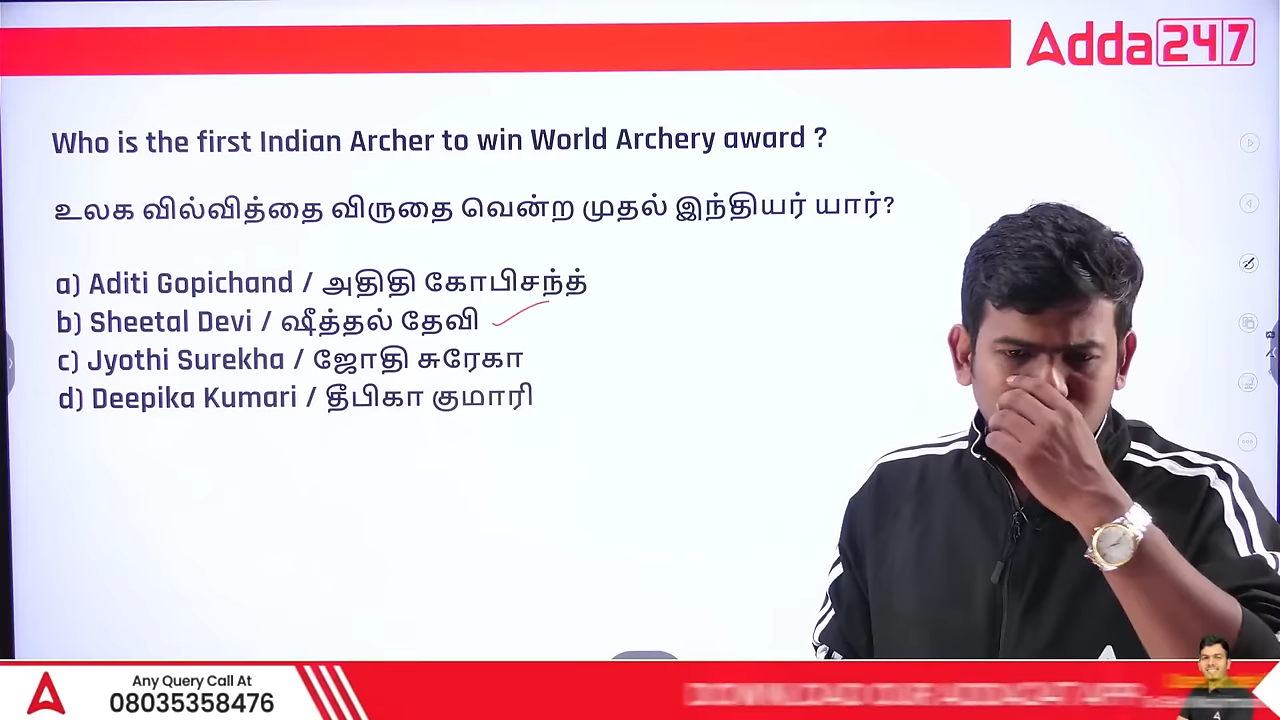 Adda247
Who is the first Indian Archer to win World Archery award ?
உலக வில்வித்தை விருதை வென்ற முதல் இந்தியர் யார்?
a) Aditi Gopichand / அதிதி கோபிசந்த்
b) Sheetal Devi / ஷீத்தல் தேவி
c) Jyothi Surekha / ஜோதி சுரேகா
d) Deepika Kumari / தீபிகா குமாரி
Any Query Call At
08035358476